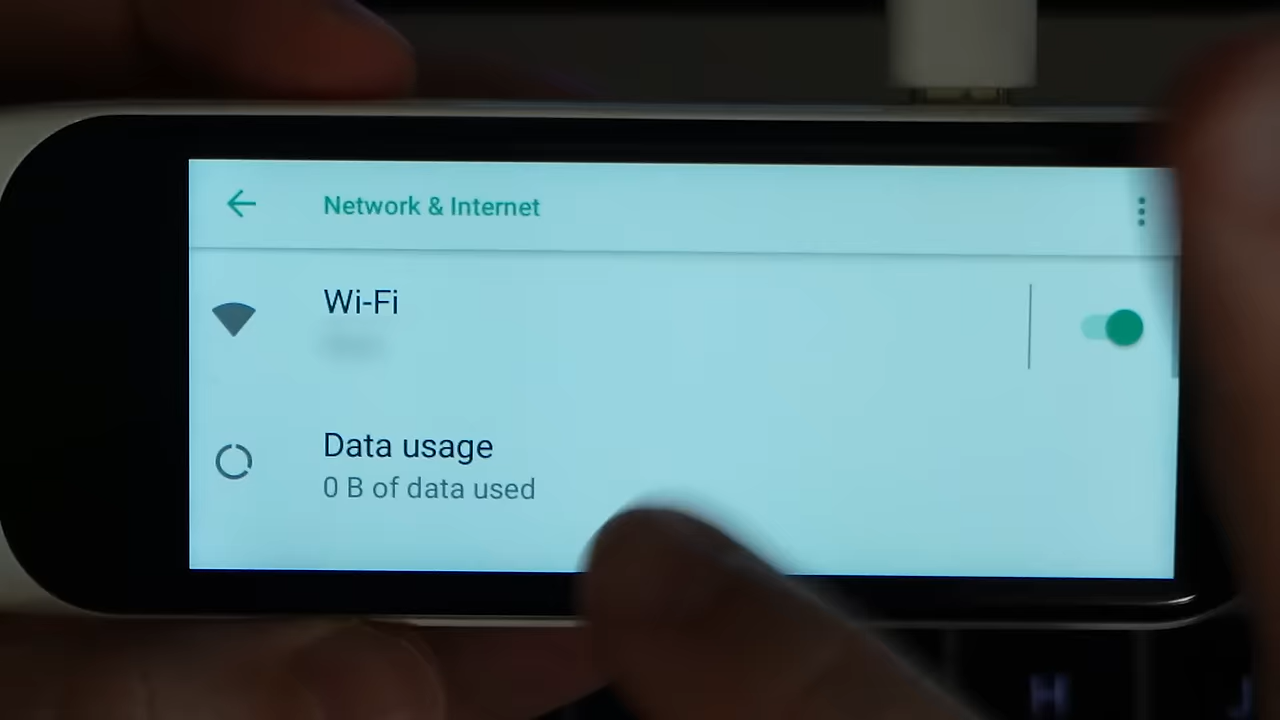 Network & Internet
Wi-Fi
Data usage
0 B of data used
H
J